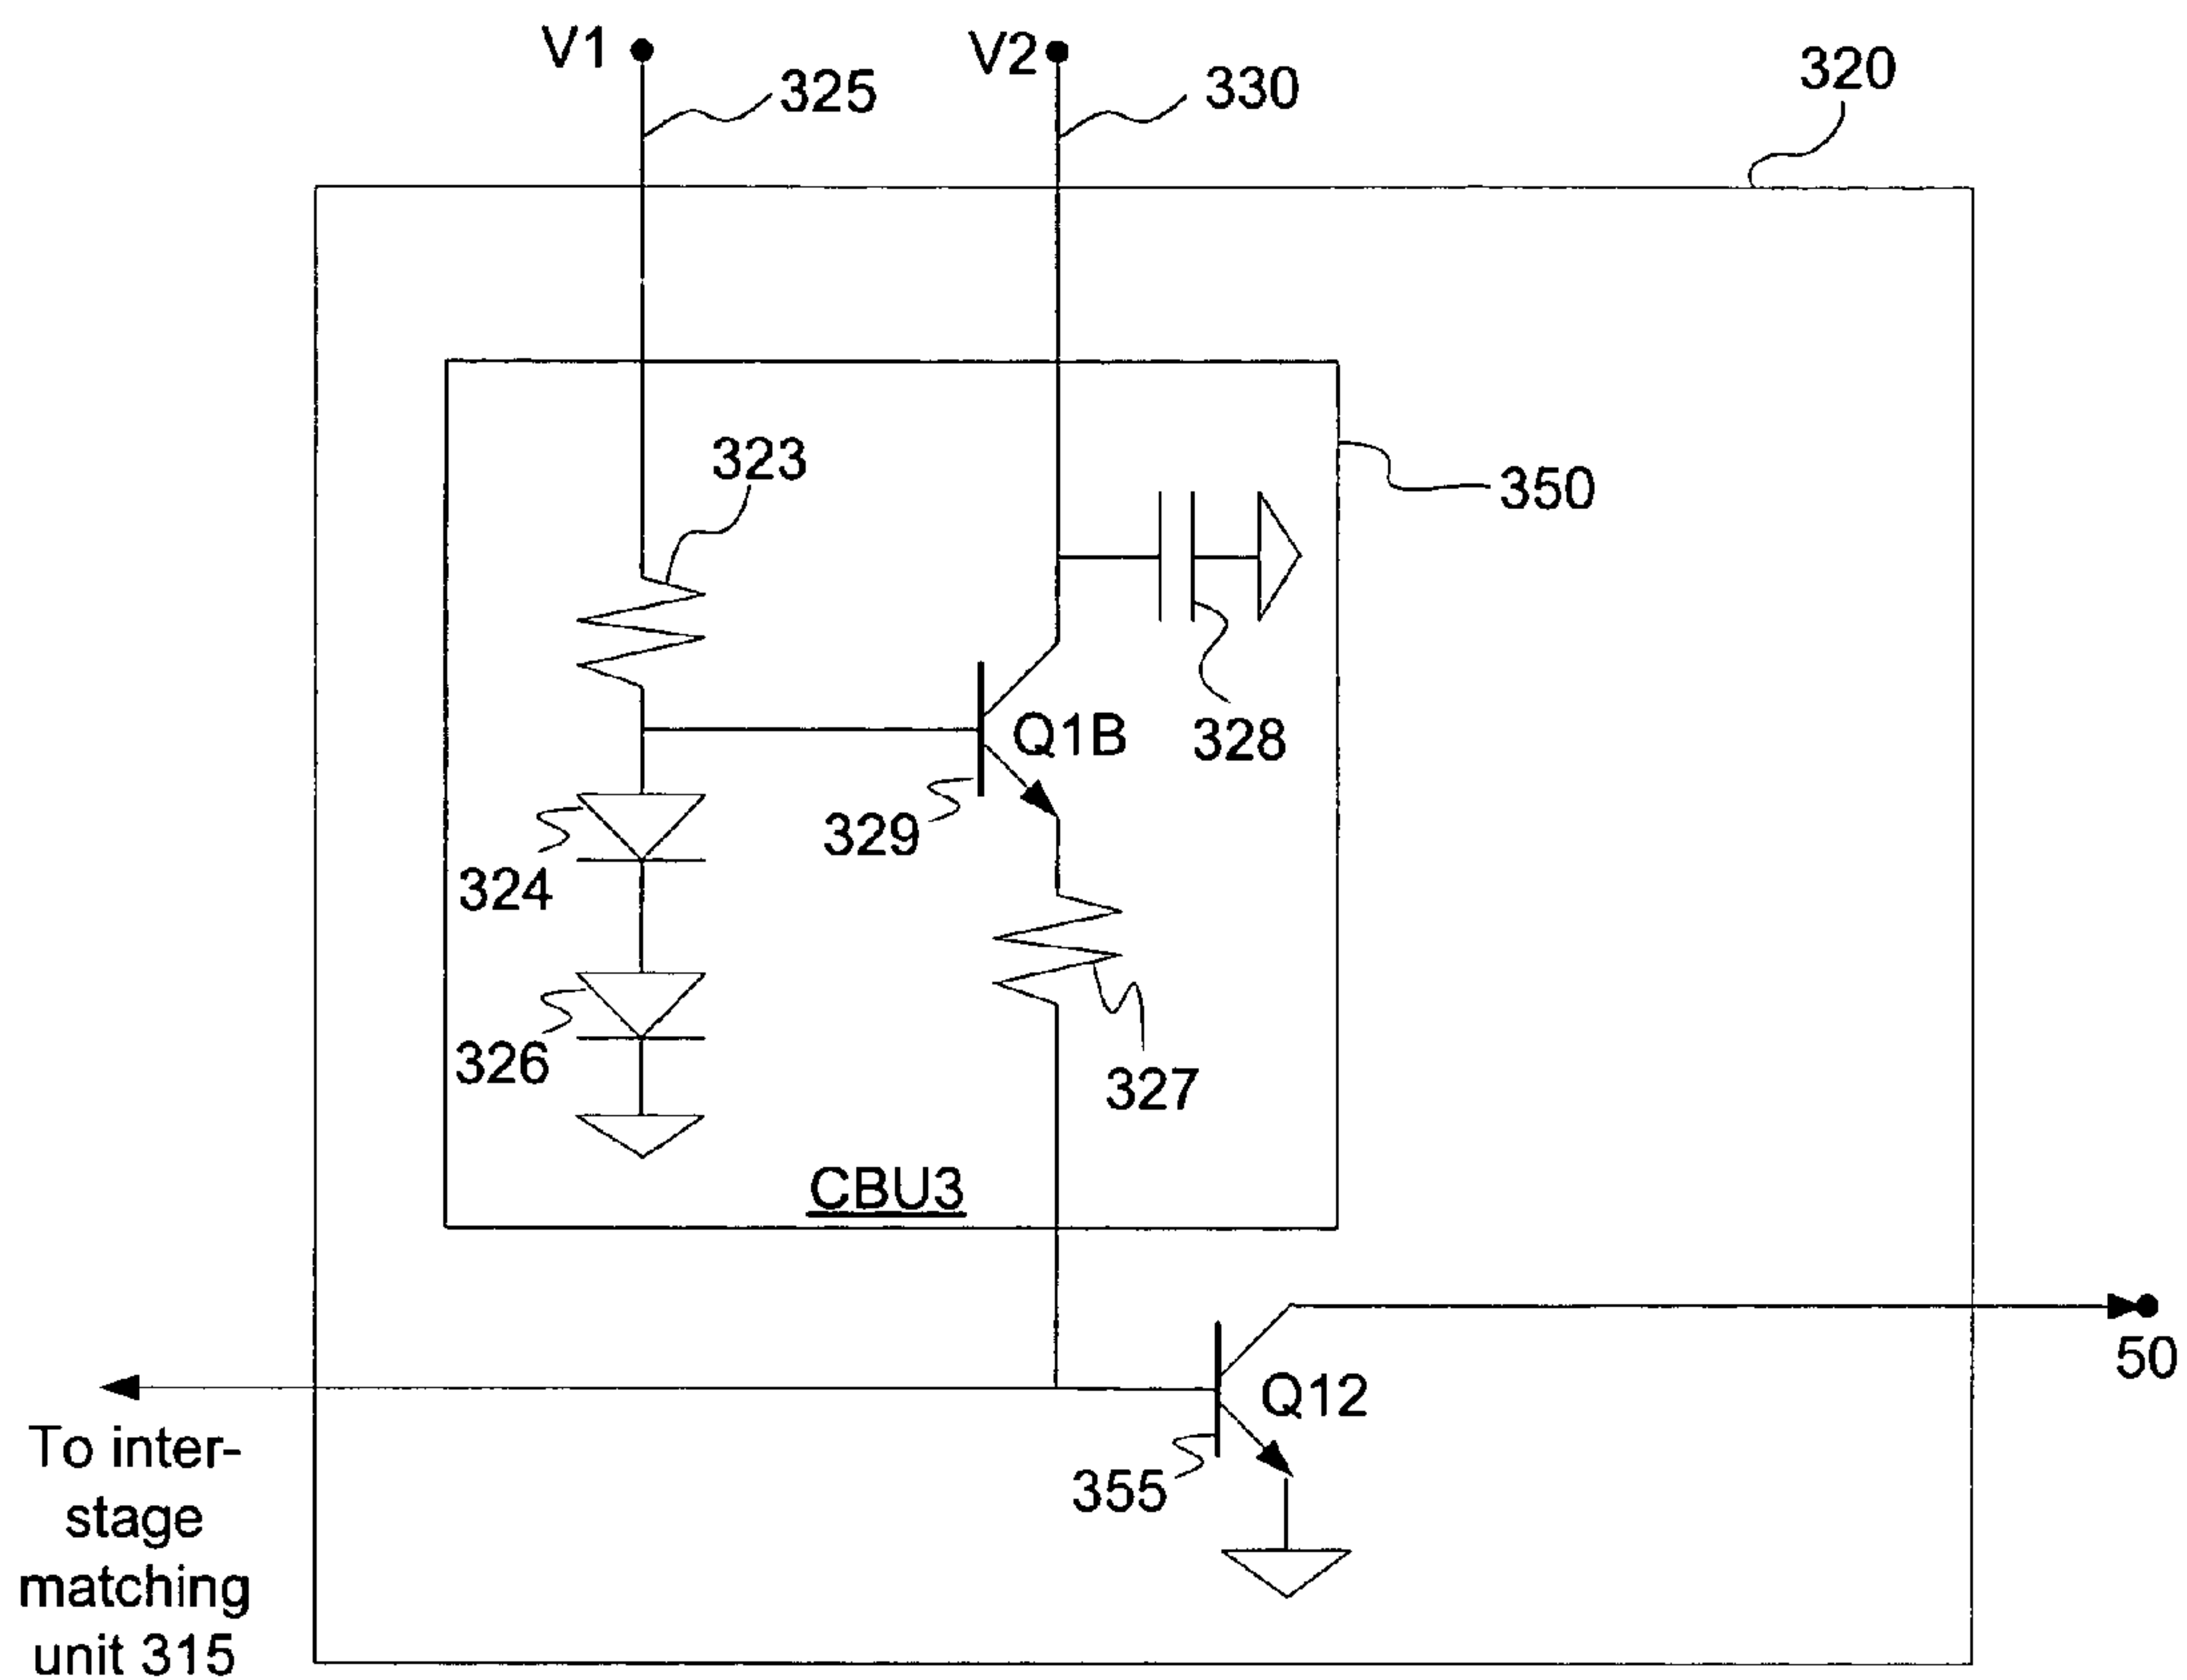 V1
325
V2
330
320
323
350
Q1B
328
329
324
326
327
CBU3
50
Q12
355
To inter-
stage
matching
unit 315